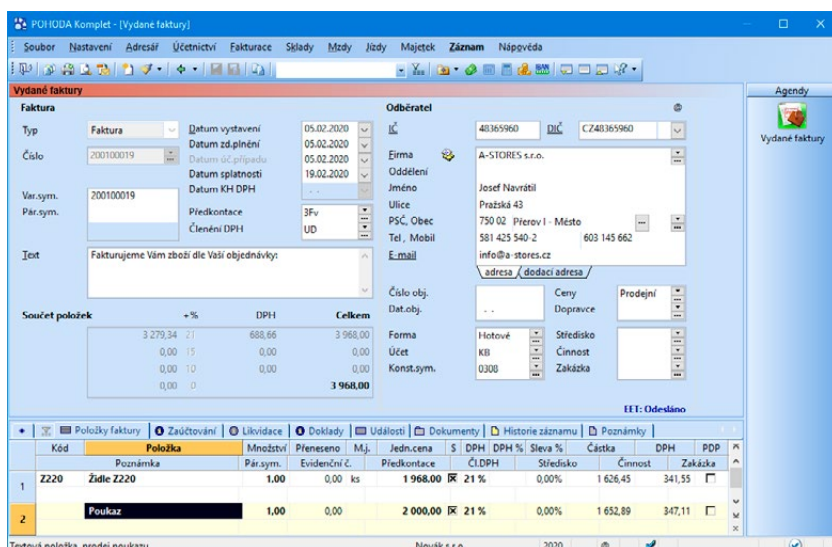 POHODA Komplet - [Vydané faktury]
Soubor Nastavení Adresář Účetnictví Fakturace Sklady Mzdy Jízdy Majetek Záznam Nápověda
Vydané faktury
Agendy
Vydané faktury
Faktura
Typ Faktura
Číslo 200100019
Var.sym. 200100019
Pár.sym.
Datum vystavení 05.02.2020
Datum zd.plnění 05.02.2020
Datum úč.případu 05.02.2020
Datum splatnosti 19.02.2020
Datum KH DPH . .
Předkontace 3Fv
Členění DPH UD
Text Fakturujeme Vám zboží dle Vaší objednávky:
Součet položek +% DPH Celkem
3 279,34 21 688,66 3 968,00
0,00 15 0,00 0,00
0,00 10 0,00 0,00
0,00 0 3 968,00
Odběratel @
IČ 48365960 DIČ CZ48365960
Firma A-STORES s.r.o.
Oddělení
Jméno Josef Navrátil
Ulice Pražská 43
PSČ, Obec 750 02 Přerov I - Město
Tel , Mobil 581 425 540-2 603 145 662
E-mail info@a-stores.cz
adresa dodací adresa
Číslo obj. Ceny Prodejní
Dat.obj. . . Dopravce
Forma Hotové Středisko
Účet KB Činnost
Konst.sym. 0308 Zakázka
EET: Odesláno
Položky faktury Zaúčtování Likvidace Doklady Události Dokumenty Historie záznamu Poznámky
Kód Položka Množství Přeneseno M.j. Jedn.cena S DPH DPH % Sleva % Částka DPH PDP
Poznámka Pár.sym. Evidenční č. Předkontace Čl.DPH Středisko Činnost Zakázka
1 Z220 Židle Z220 1.00 0,00 ks 1 968.00 21 % 0,00% 1 626,45 341,55
2 Poukaz 1,00 0,00 2 000,00 21 % 0,00% 1 652,89 347,11
Textová položka, prodej poukazu Novák s.r.o. 2020 @